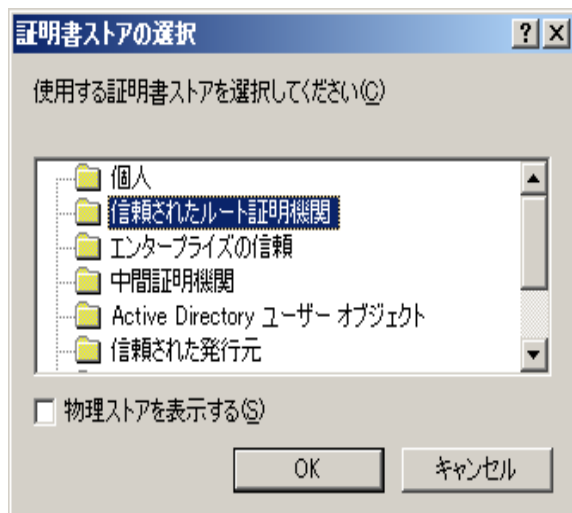 証明書ストアの選択
使用する証明書ストアを選択してください(C)
個人
信頼されたルート証明機関
エンタープライズの信頼
中間証明機関
Active Directory ユーザー オブジェクト
信頼された発行元
物理ストアを表示する(S)
OK
キャンセル